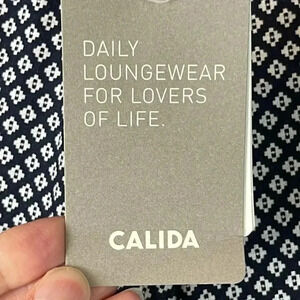 DAILY
LOUNGEWEAR
FOR LOVERS
OF LIFE.
CALIDA